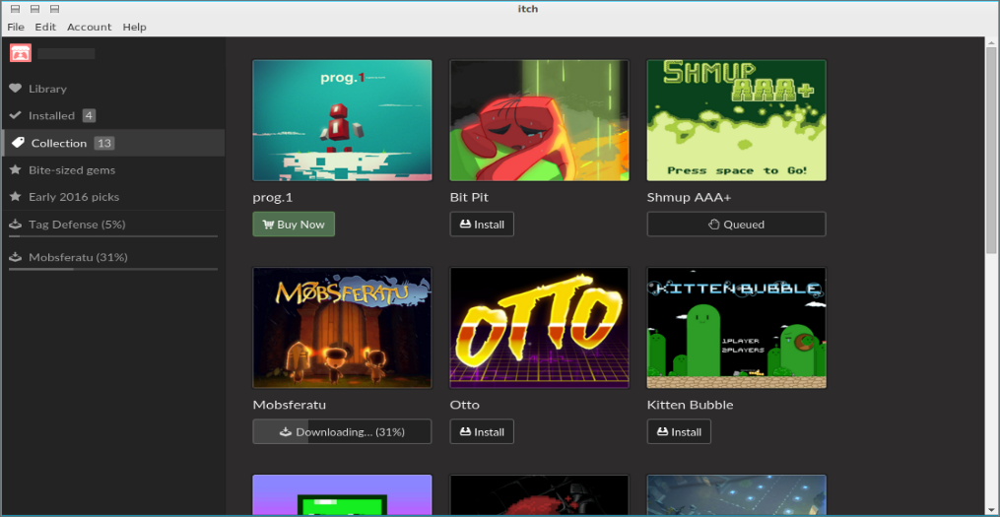 itch
File Edit Account Help
Library
Installed 4
Collection 13
Bite-sized gems
Early 2016 picks
Tag Defense (5%)
Mobsferatu (31%)
prog.1
SHMUP
AAA+
Press space to Go!
prog.1
Bit Pit
Shmup AAA+
Buy Now
Install
Queued
MOBSFERATU
OTTO
KITTEN BUBBLE
1PLAYER
2PLAYERS
Mobsferatu
Otto
Kitten Bubble
Downloading... (31%)
Install
Install